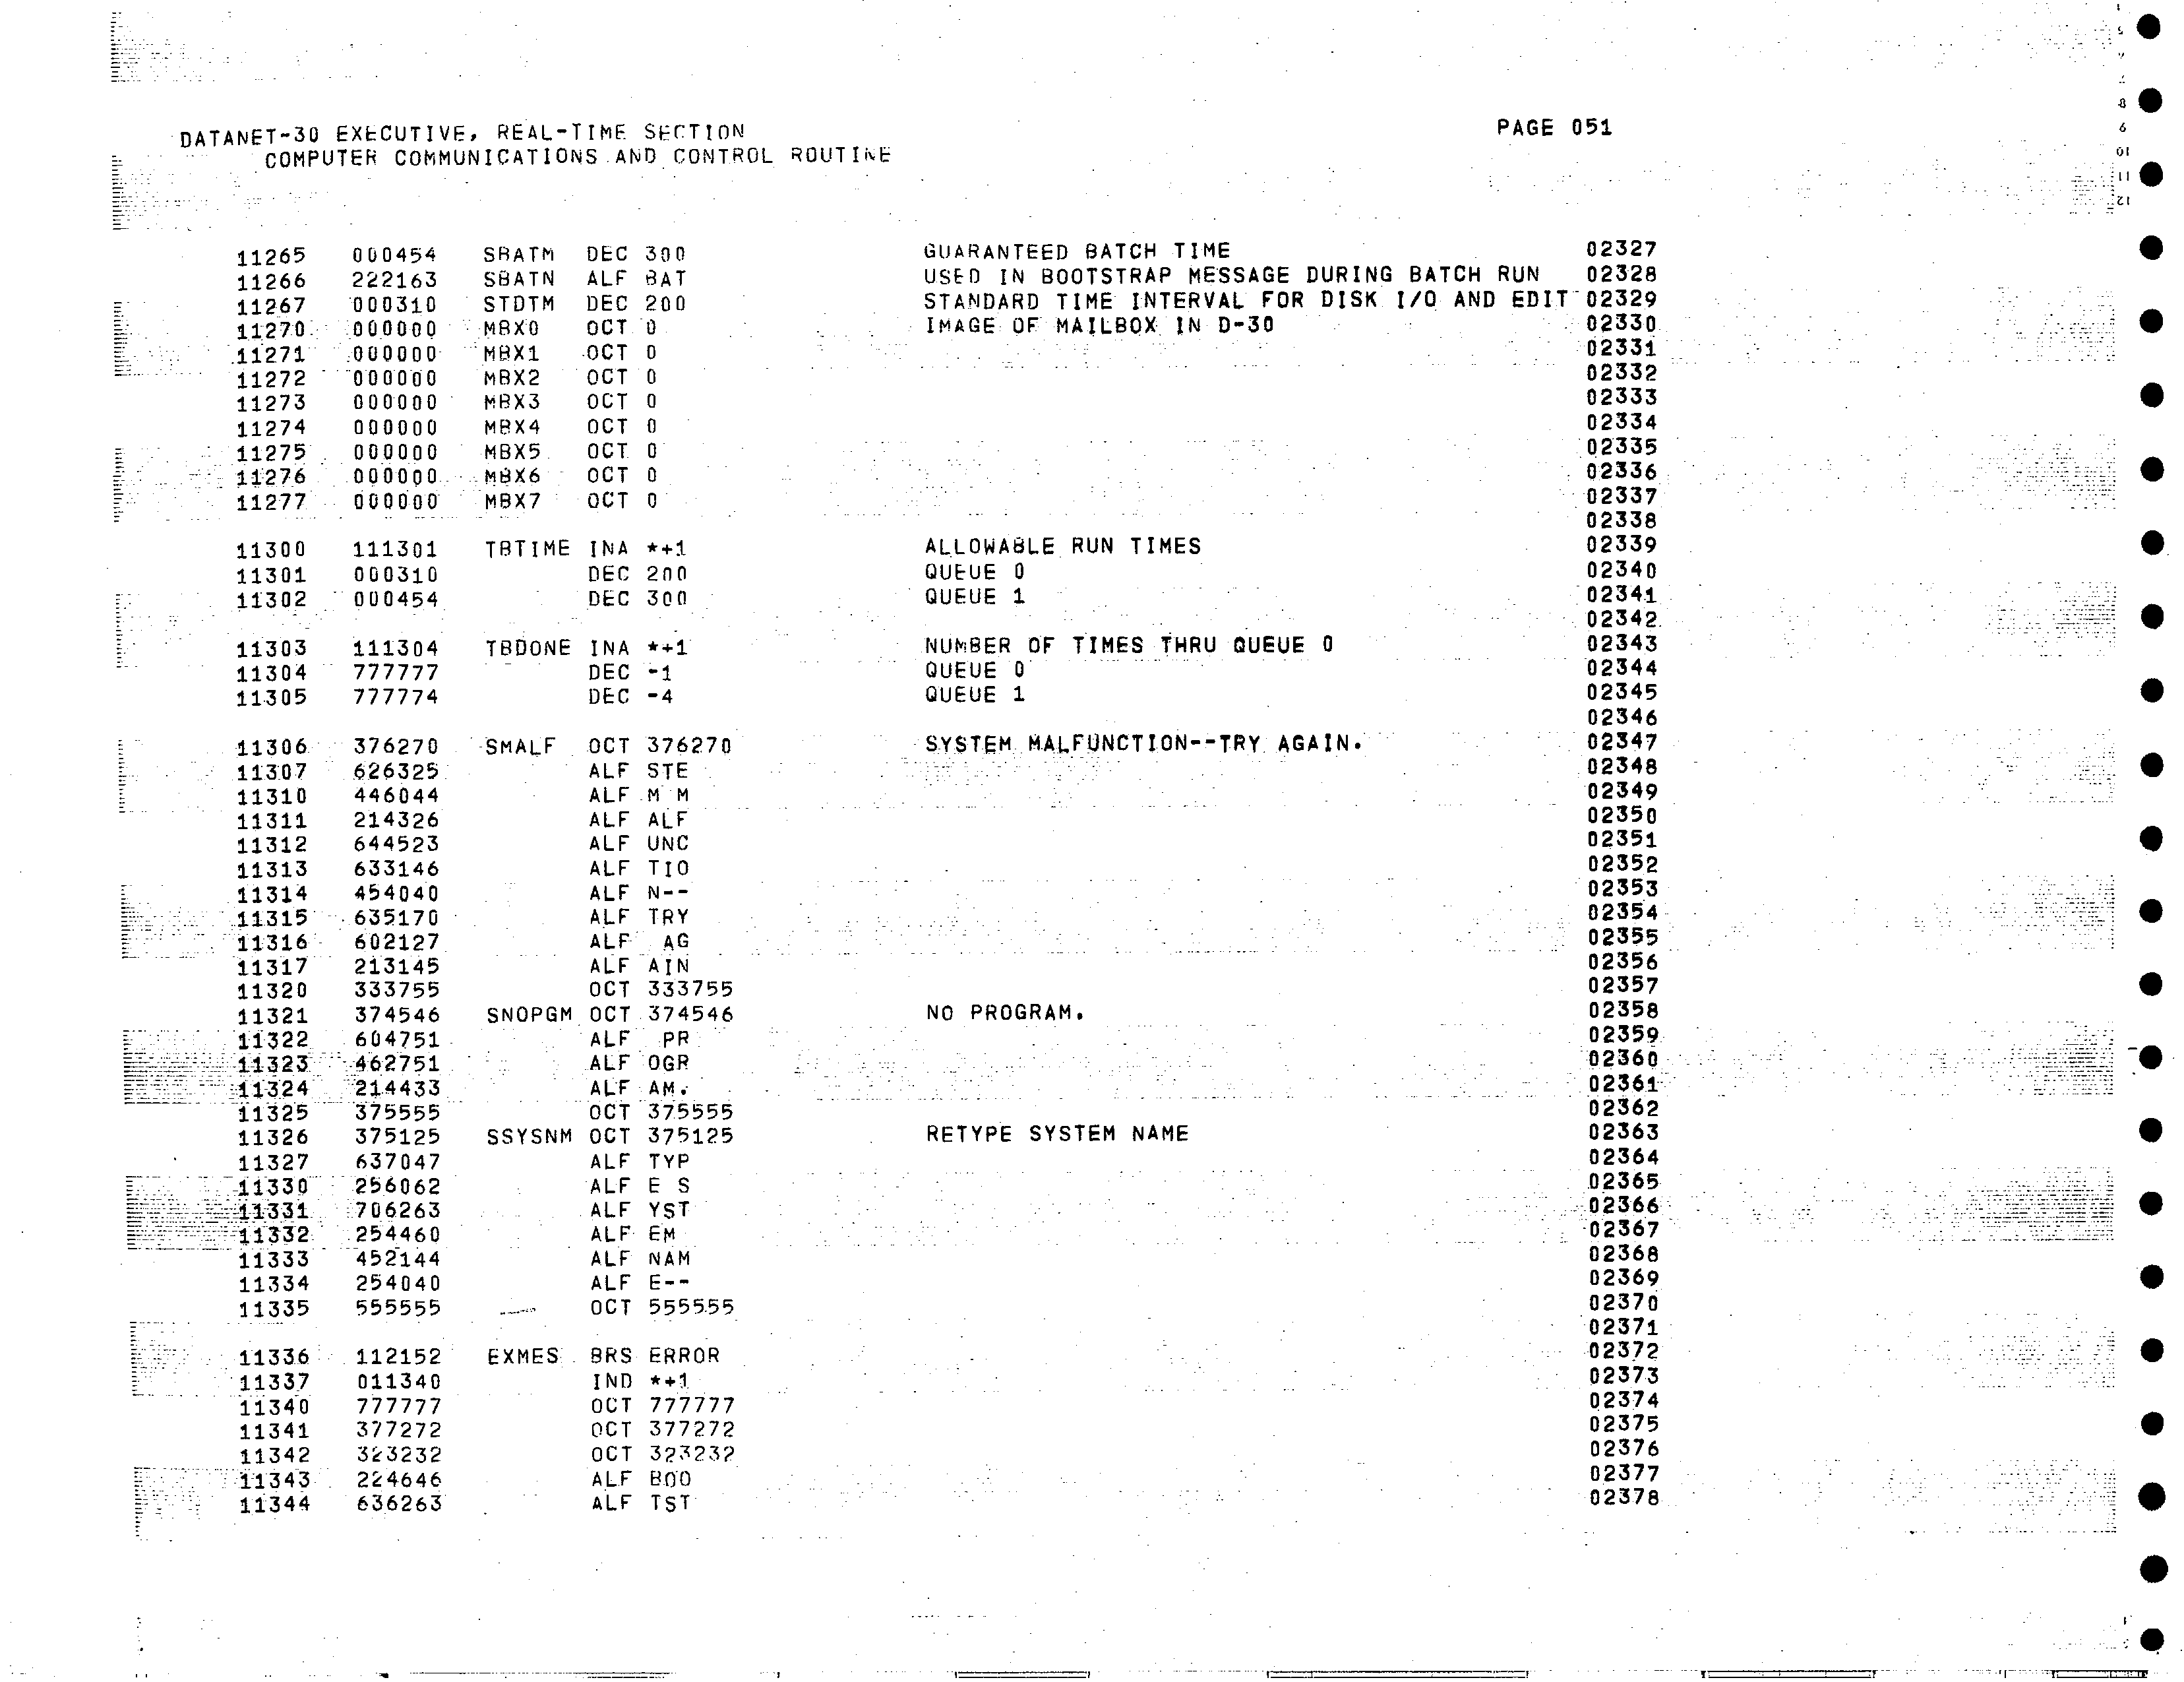 DATANET-30 EXECUTIVE, REAL-TIME SECTION PAGE 051
COMPUTER COMMUNICATIONS AND CONTROL ROUTINE
11265 000454 SBATM DEC 300 GUARANTEED BATCH TIME 02327
11266 222163 SBATN ALF BAT USED IN BOOTSTRAP MESSAGE DURING BATCH RUN 02328
11267 000310 STDTM DEC 200 STANDARD TIME INTERVAL FOR DISK I/O AND EDIT 02329
11270 000000 MBX0 OCT 0 IMAGE OF MAILBOX IN D-30 02330
11271 000000 MBX1 OCT 0 02331
11272 000000 MBX2 OCT 0 02332
11273 000000 MBX3 OCT 0 02333
11274 000000 MBX4 OCT 0 02334
11275 000000 MBX5 OCT 0 02335
11276 000000 MBX6 OCT 0 02336
11277 000000 MBX7 OCT 0 02337
02338
11300 111301 TBTIME INA *+1 ALLOWABLE RUN TIMES 02339
11301 000310 DEC 200 QUEUE 0 02340
11302 000454 DEC 300 QUEUE 1 02341
02342
11303 111304 TBDONE INA *+1 NUMBER OF TIMES THRU QUEUE 0 02343
11304 777777 DEC -1 QUEUE 0 02344
11305 777774 DEC -4 QUEUE 1 02345
02346
11306 376270 SMALF OCT 376270 SYSTEM MALFUNCTION--TRY AGAIN. 02347
11307 626325 ALF STE 02348
11310 446044 ALF M M 02349
11311 214326 ALF ALF 02350
11312 644523 ALF UNC 02351
11313 633146 ALF TIO 02352
11314 454040 ALF N-- 02353
11315 635170 ALF TRY 02354
11316 602127 ALF  AG 02355
11317 213145 ALF AIN 02356
11320 333755 OCT 333755 02357
11321 374546 SNOPGM OCT 374546 NO PROGRAM. 02358
11322 604751 ALF  PR 02359
11323 462751 ALF OGR 02360
11324 214433 ALF AM. 02361
11325 375555 OCT 375555 02362
11326 375125 SSYSNM OCT 375125 RETYPE SYSTEM NAME 02363
11327 637047 ALF TYP 02364
11330 256062 ALF E S 02365
11331 706263 ALF YST 02366
11332 254460 ALF EM 02367
11333 452144 ALF NAM 02368
11334 254040 ALF E-- 02369
11335 555555 OCT 555555 02370
02371
11336 112152 EXMES BRS ERROR 02372
11337 011340 IND *+1 02373
11340 777777 OCT 777777 02374
11341 377272 OCT 377272 02375
11342 323232 OCT 323232 02376
11343 224646 ALF BOO 02377
11344 636263 ALF TST 02378